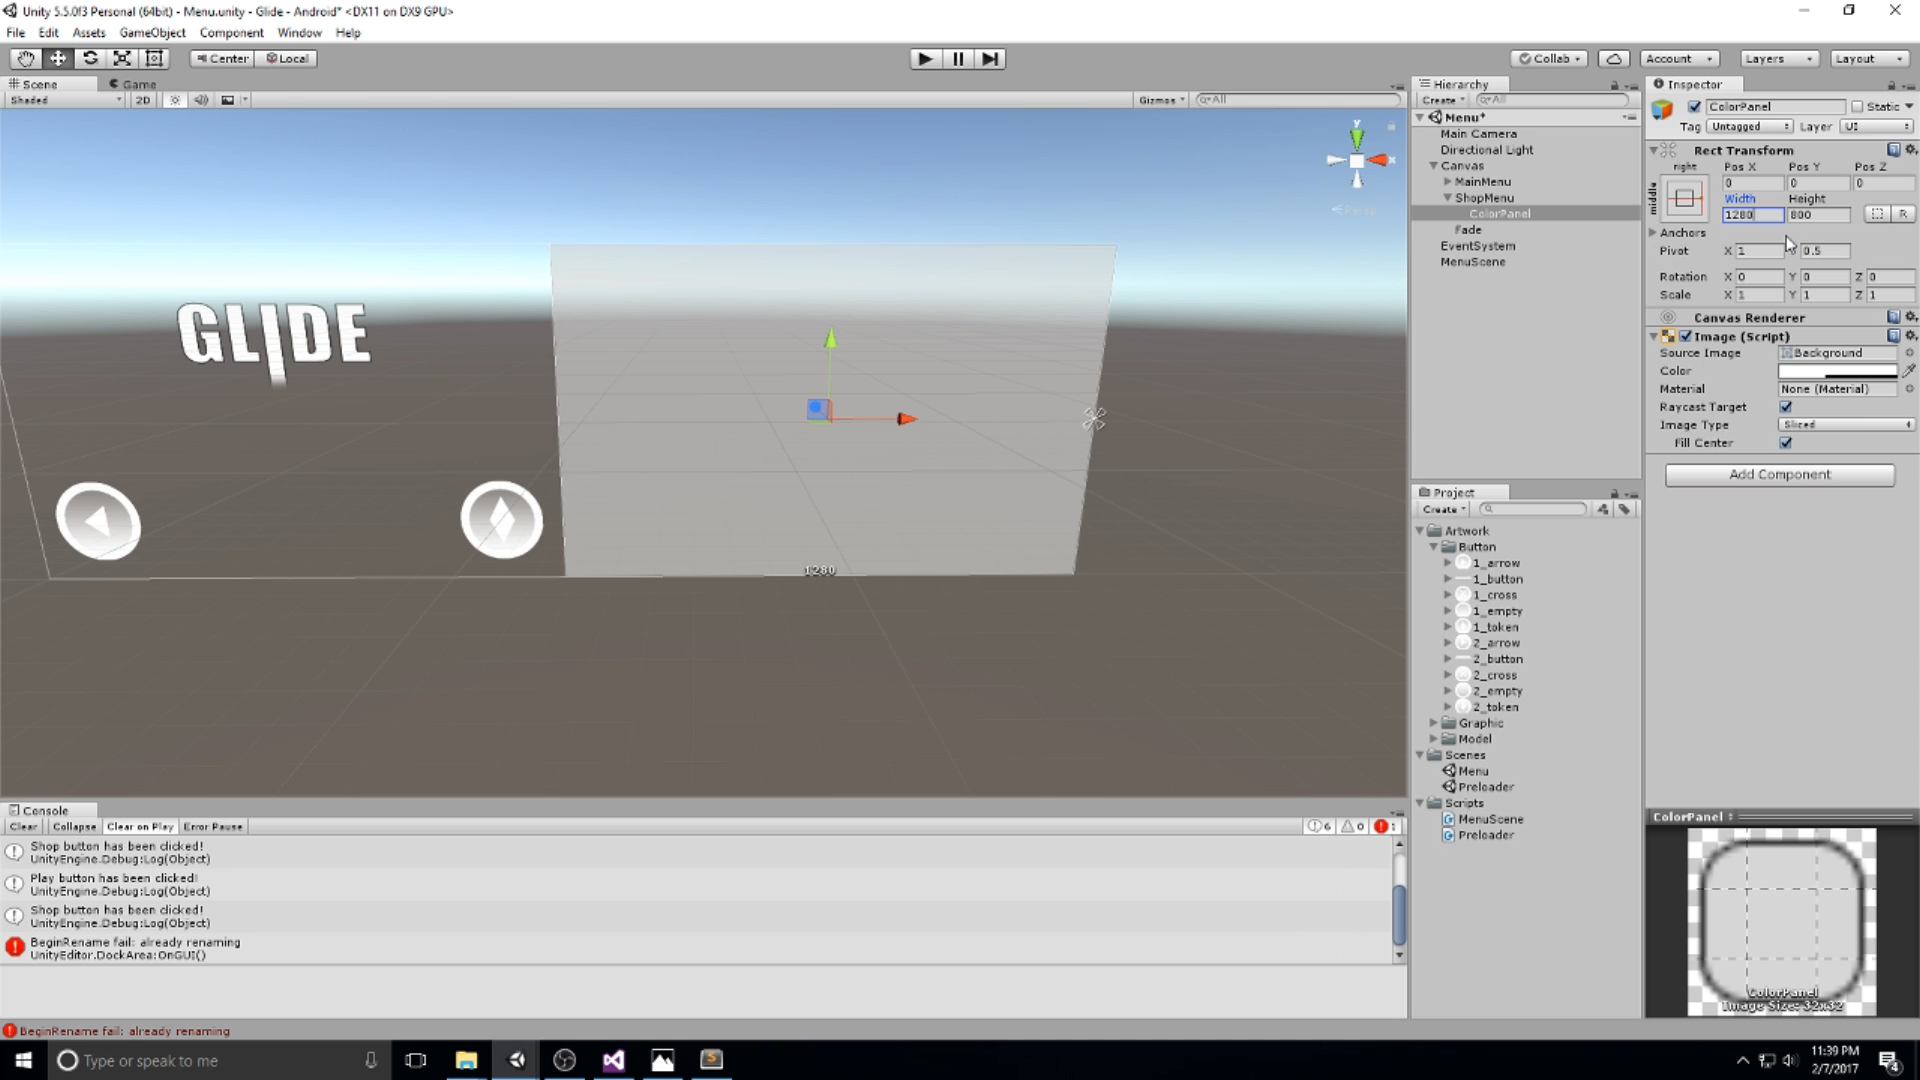 Unity 5.5.0f3 Personal (64bit) - Menu.unity - Glide - Android* <DX11 on DX9 GPU>
File Edit Assets GameObject Component Window Help
Center Local
Collab Account Layers Layout
Scene Game
Shaded 2D Gizmos All
GLIDE
y
x
Persp
1280
Hierarchy
Create All
Menu*
Main Camera
Directional Light
Canvas
MainMenu
ShopMenu
ColorPanel
Fade
EventSystem
MenuScene
Project
Create
Artwork
Button
1_arrow
1_button
1_cross
1_empty
1_token
2_arrow
2_button
2_cross
2_empty
2_token
Graphic
Model
Scenes
Menu
Preloader
Scripts
MenuScene
Preloader
Inspector
ColorPanel Static
Tag Untagged Layer UI
Rect Transform
right Pos X Pos Y Pos Z
middle 0 0 0
Width Height
1280 800 R
Anchors
Pivot X 1 Y 0.5
Rotation X 0 Y 0 Z 0
Scale X 1 Y 1 Z 1
Canvas Renderer
Image (Script)
Source Image Background
Color
Material None (Material)
Raycast Target
Image Type Sliced
Fill Center
Add Component
ColorPanel
ColorPanel
Image Size: 32x32
Console
Clear Collapse Clear on Play Error Pause 6 0 1
Shop button has been clicked!
UnityEngine.Debug:Log(Object)
Play button has been clicked!
UnityEngine.Debug:Log(Object)
Shop button has been clicked!
UnityEngine.Debug:Log(Object)
BeginRename fail: already renaming
UnityEditor.DockArea:OnGUI()
BeginRename fail: already renaming
Type or speak to me
11:39 PM
2/7/2017
4